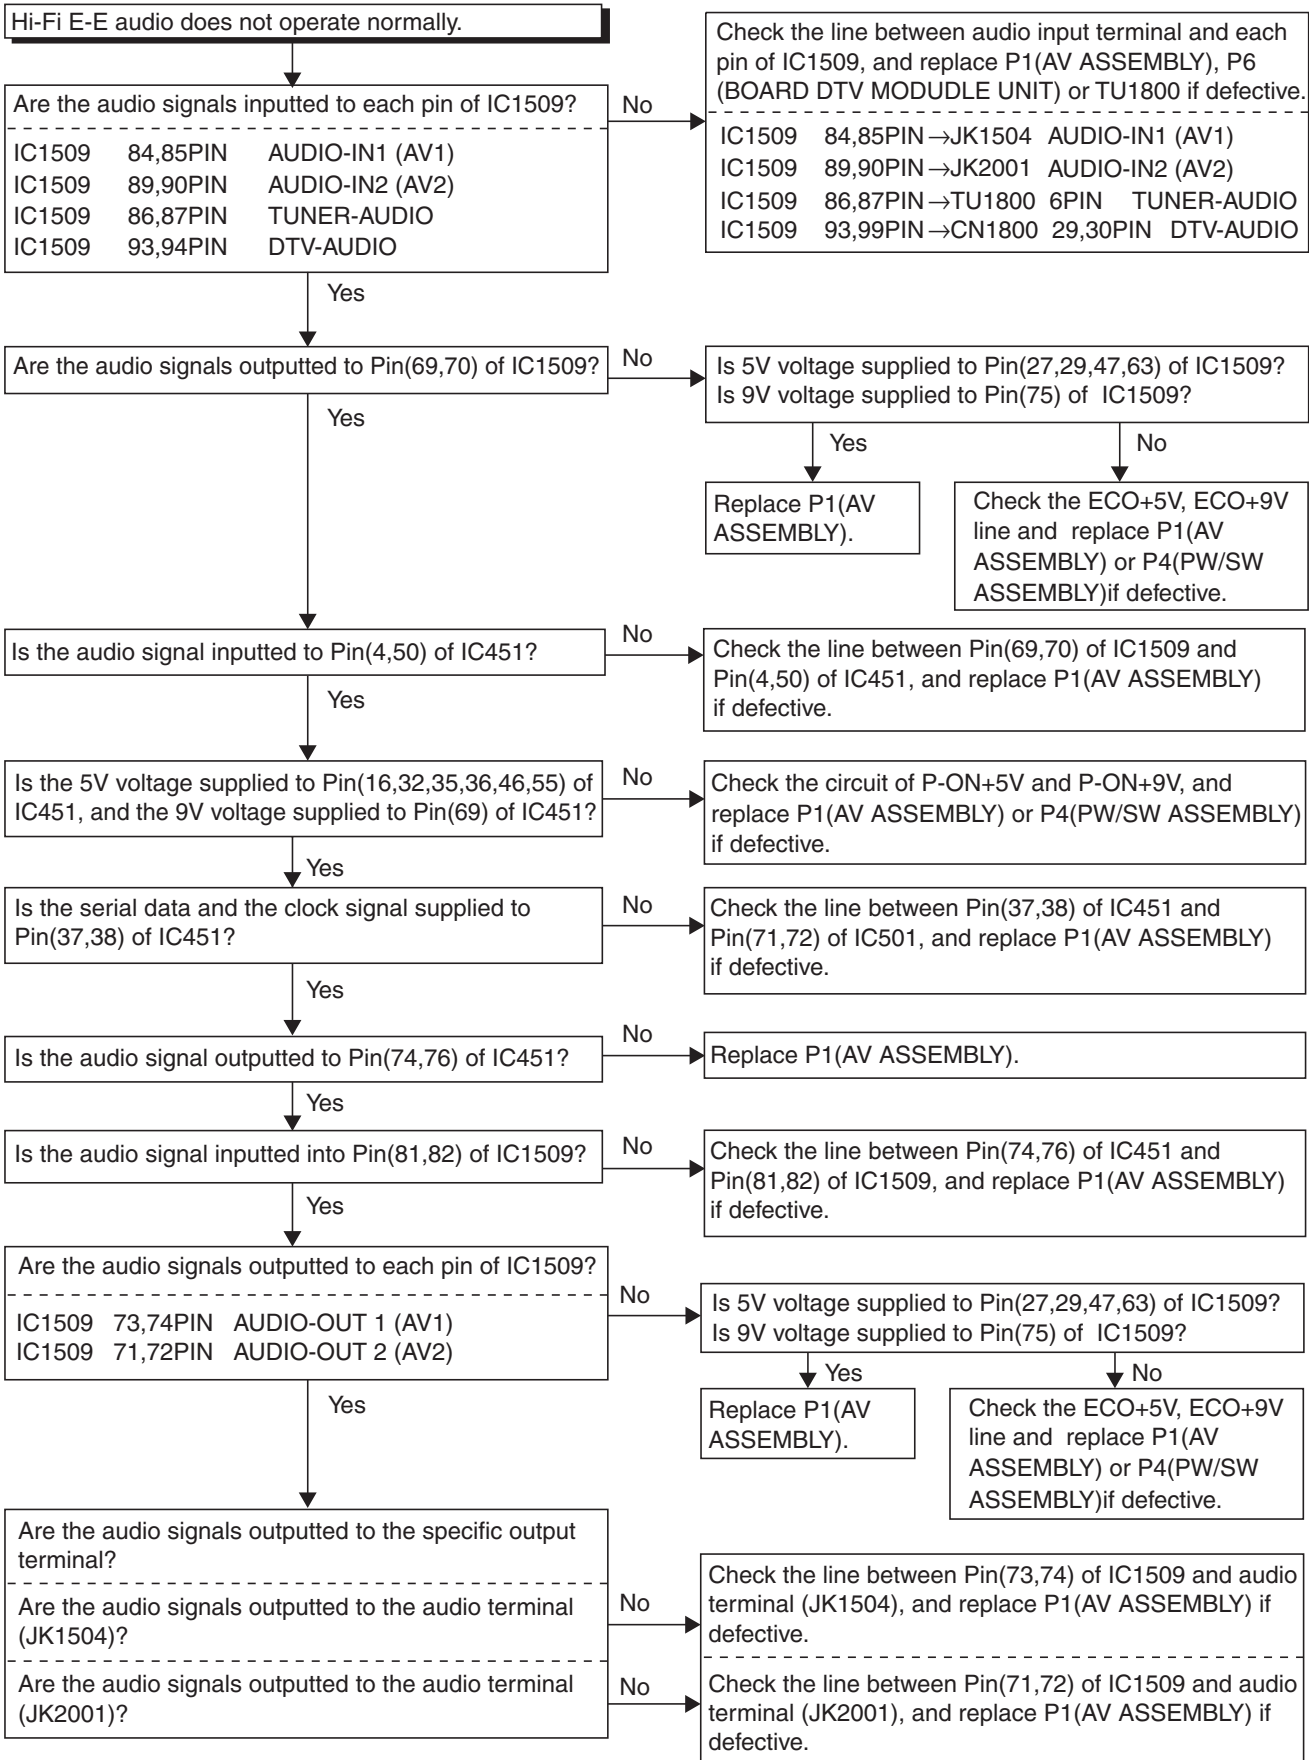 Hi-Fi E-E audio does not operate normally.
Check the line between audio input terminal and each
pin of IC1509, and replace P1(AV ASSEMBLY), P6
(BOARD DTV MODUDLE UNIT) or TU1800 if defective.
IC1509 84,85PIN→JK1504 AUDIO-IN1 (AV1)
IC1509 89,90PIN→JK2001 AUDIO-IN2 (AV2)
IC1509 86,87PIN→TU1800 6PIN TUNER-AUDIO
IC1509 93,99PIN→CN1800 29,30PIN DTV-AUDIO
Are the audio signals inputted to each pin of IC1509?
No
IC1509 84,85PIN AUDIO-IN1 (AV1)
IC1509 89,90PIN AUDIO-IN2 (AV2)
IC1509 86,87PIN TUNER-AUDIO
IC1509 93,94PIN DTV-AUDIO
Yes
Are the audio signals outputted to Pin(69,70) of IC1509?
No
Is 5V voltage supplied to Pin(27,29,47,63) of IC1509?
Is 9V voltage supplied to Pin(75) of IC1509?
Yes
Yes
No
Replace P1(AV
ASSEMBLY).
Check the ECO+5V, ECO+9V
line and replace P1(AV
ASSEMBLY) or P4(PW/SW
ASSEMBLY)if defective.
Is the audio signal inputted to Pin(4,50) of IC451?
No
Check the line between Pin(69,70) of IC1509 and
Pin(4,50) of IC451, and replace P1(AV ASSEMBLY)
if defective.
Yes
Is the 5V voltage supplied to Pin(16,32,35,36,46,55) of
IC451, and the 9V voltage supplied to Pin(69) of IC451?
No
Check the circuit of P-ON+5V and P-ON+9V, and
replace P1(AV ASSEMBLY) or P4(PW/SW ASSEMBLY)
if defective.
Yes
Is the serial data and the clock signal supplied to
Pin(37,38) of IC451?
No
Check the line between Pin(37,38) of IC451 and
Pin(71,72) of IC501, and replace P1(AV ASSEMBLY)
if defective.
Yes
Is the audio signal outputted to Pin(74,76) of IC451?
No
Replace P1(AV ASSEMBLY).
Yes
Is the audio signal inputted into Pin(81,82) of IC1509?
No
Check the line between Pin(74,76) of IC451 and
Pin(81,82) of IC1509, and replace P1(AV ASSEMBLY)
if defective.
Yes
Are the audio signals outputted to each pin of IC1509?
IC1509 73,74PIN AUDIO-OUT 1 (AV1)
IC1509 71,72PIN AUDIO-OUT 2 (AV2)
No
Is 5V voltage supplied to Pin(27,29,47,63) of IC1509?
Is 9V voltage supplied to Pin(75) of IC1509?
Yes
Yes
No
Replace P1(AV
ASSEMBLY).
Check the ECO+5V, ECO+9V
line and replace P1(AV
ASSEMBLY) or P4(PW/SW
ASSEMBLY)if defective.
Are the audio signals outputted to the specific output
terminal?
Are the audio signals outputted to the audio terminal
(JK1504)?
No
Check the line between Pin(73,74) of IC1509 and audio
terminal (JK1504), and replace P1(AV ASSEMBLY) if
defective.
Are the audio signals outputted to the audio terminal
(JK2001)?
No
Check the line between Pin(71,72) of IC1509 and audio
terminal (JK2001), and replace P1(AV ASSEMBLY) if
defective.